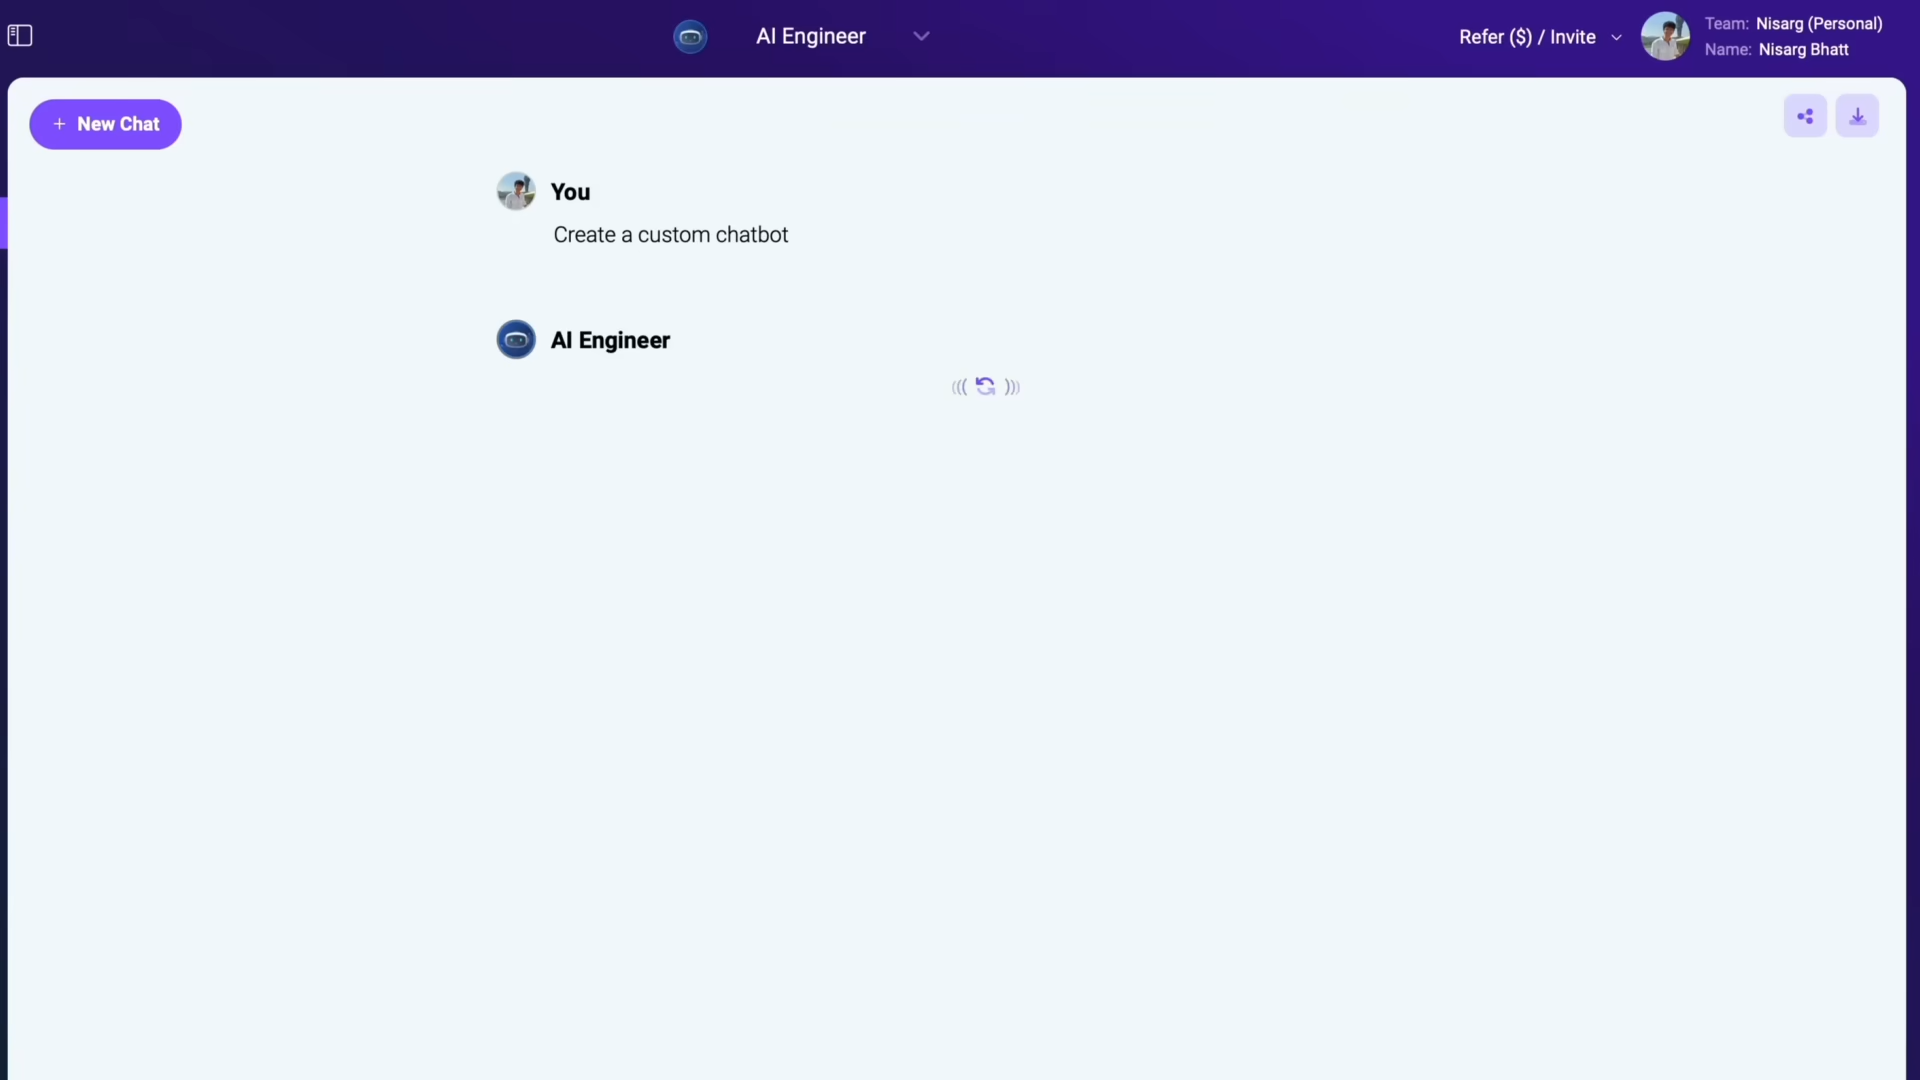 AI Engineer
Refer ($) / Invite
Team: Nisarg (Personal)
Name: Nisarg Bhatt
+ New Chat
You
Create a custom chatbot
AI Engineer